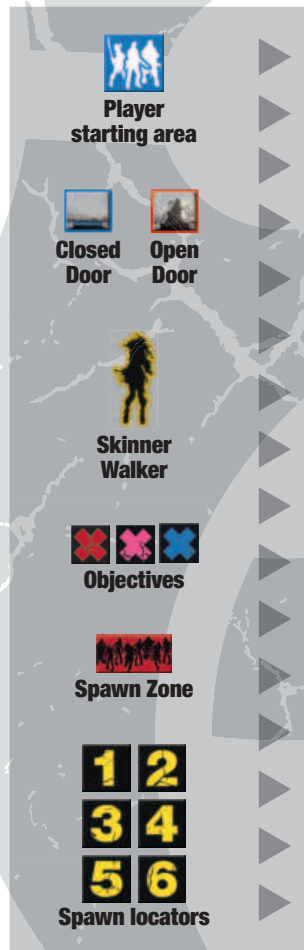 Player
starting area
Closed Door
Open Door
Skinner
Walker
Objectives
Spawn Zone
1 2
3 4
5 6
Spawn locators